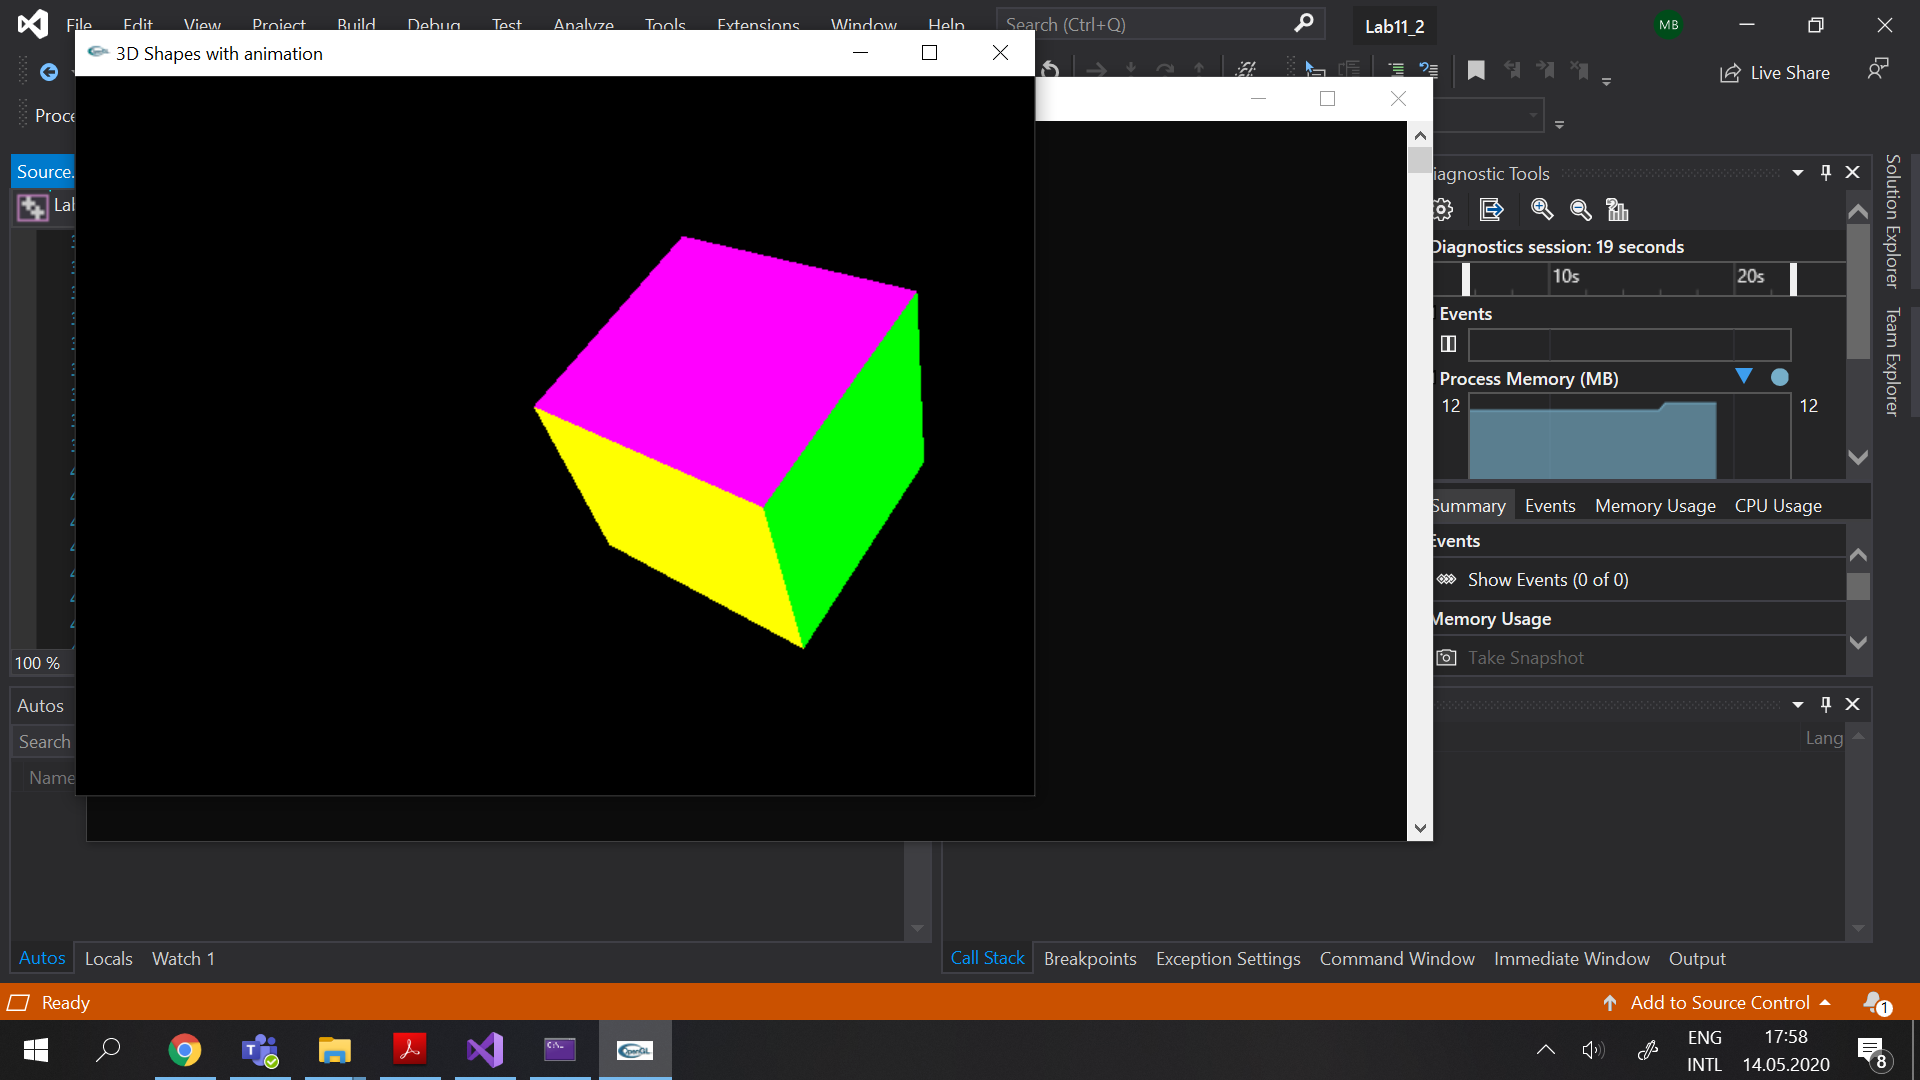 File Edit View Project Build Debug Test Analyze Tools Extensions Window Help Search (Ctrl+Q) Lab11_2 MB
3D Shapes with animation
Live Share
Proce
Source.
Lab
iagnostic Tools
Diagnostics session: 19 seconds
10s 20s
Events
Process Memory (MB)
12 12
Summary Events Memory Usage CPU Usage
Events
Show Events (0 of 0)
Memory Usage
Take Snapshot
Solution Explorer
Team Explorer
100 %
Autos
Search
Name
Lang
Autos Locals Watch 1
Call Stack Breakpoints Exception Settings Command Window Immediate Window Output
Ready
Add to Source Control 1
OpenGL
ENG
INTL
17:58
14.05.2020
8